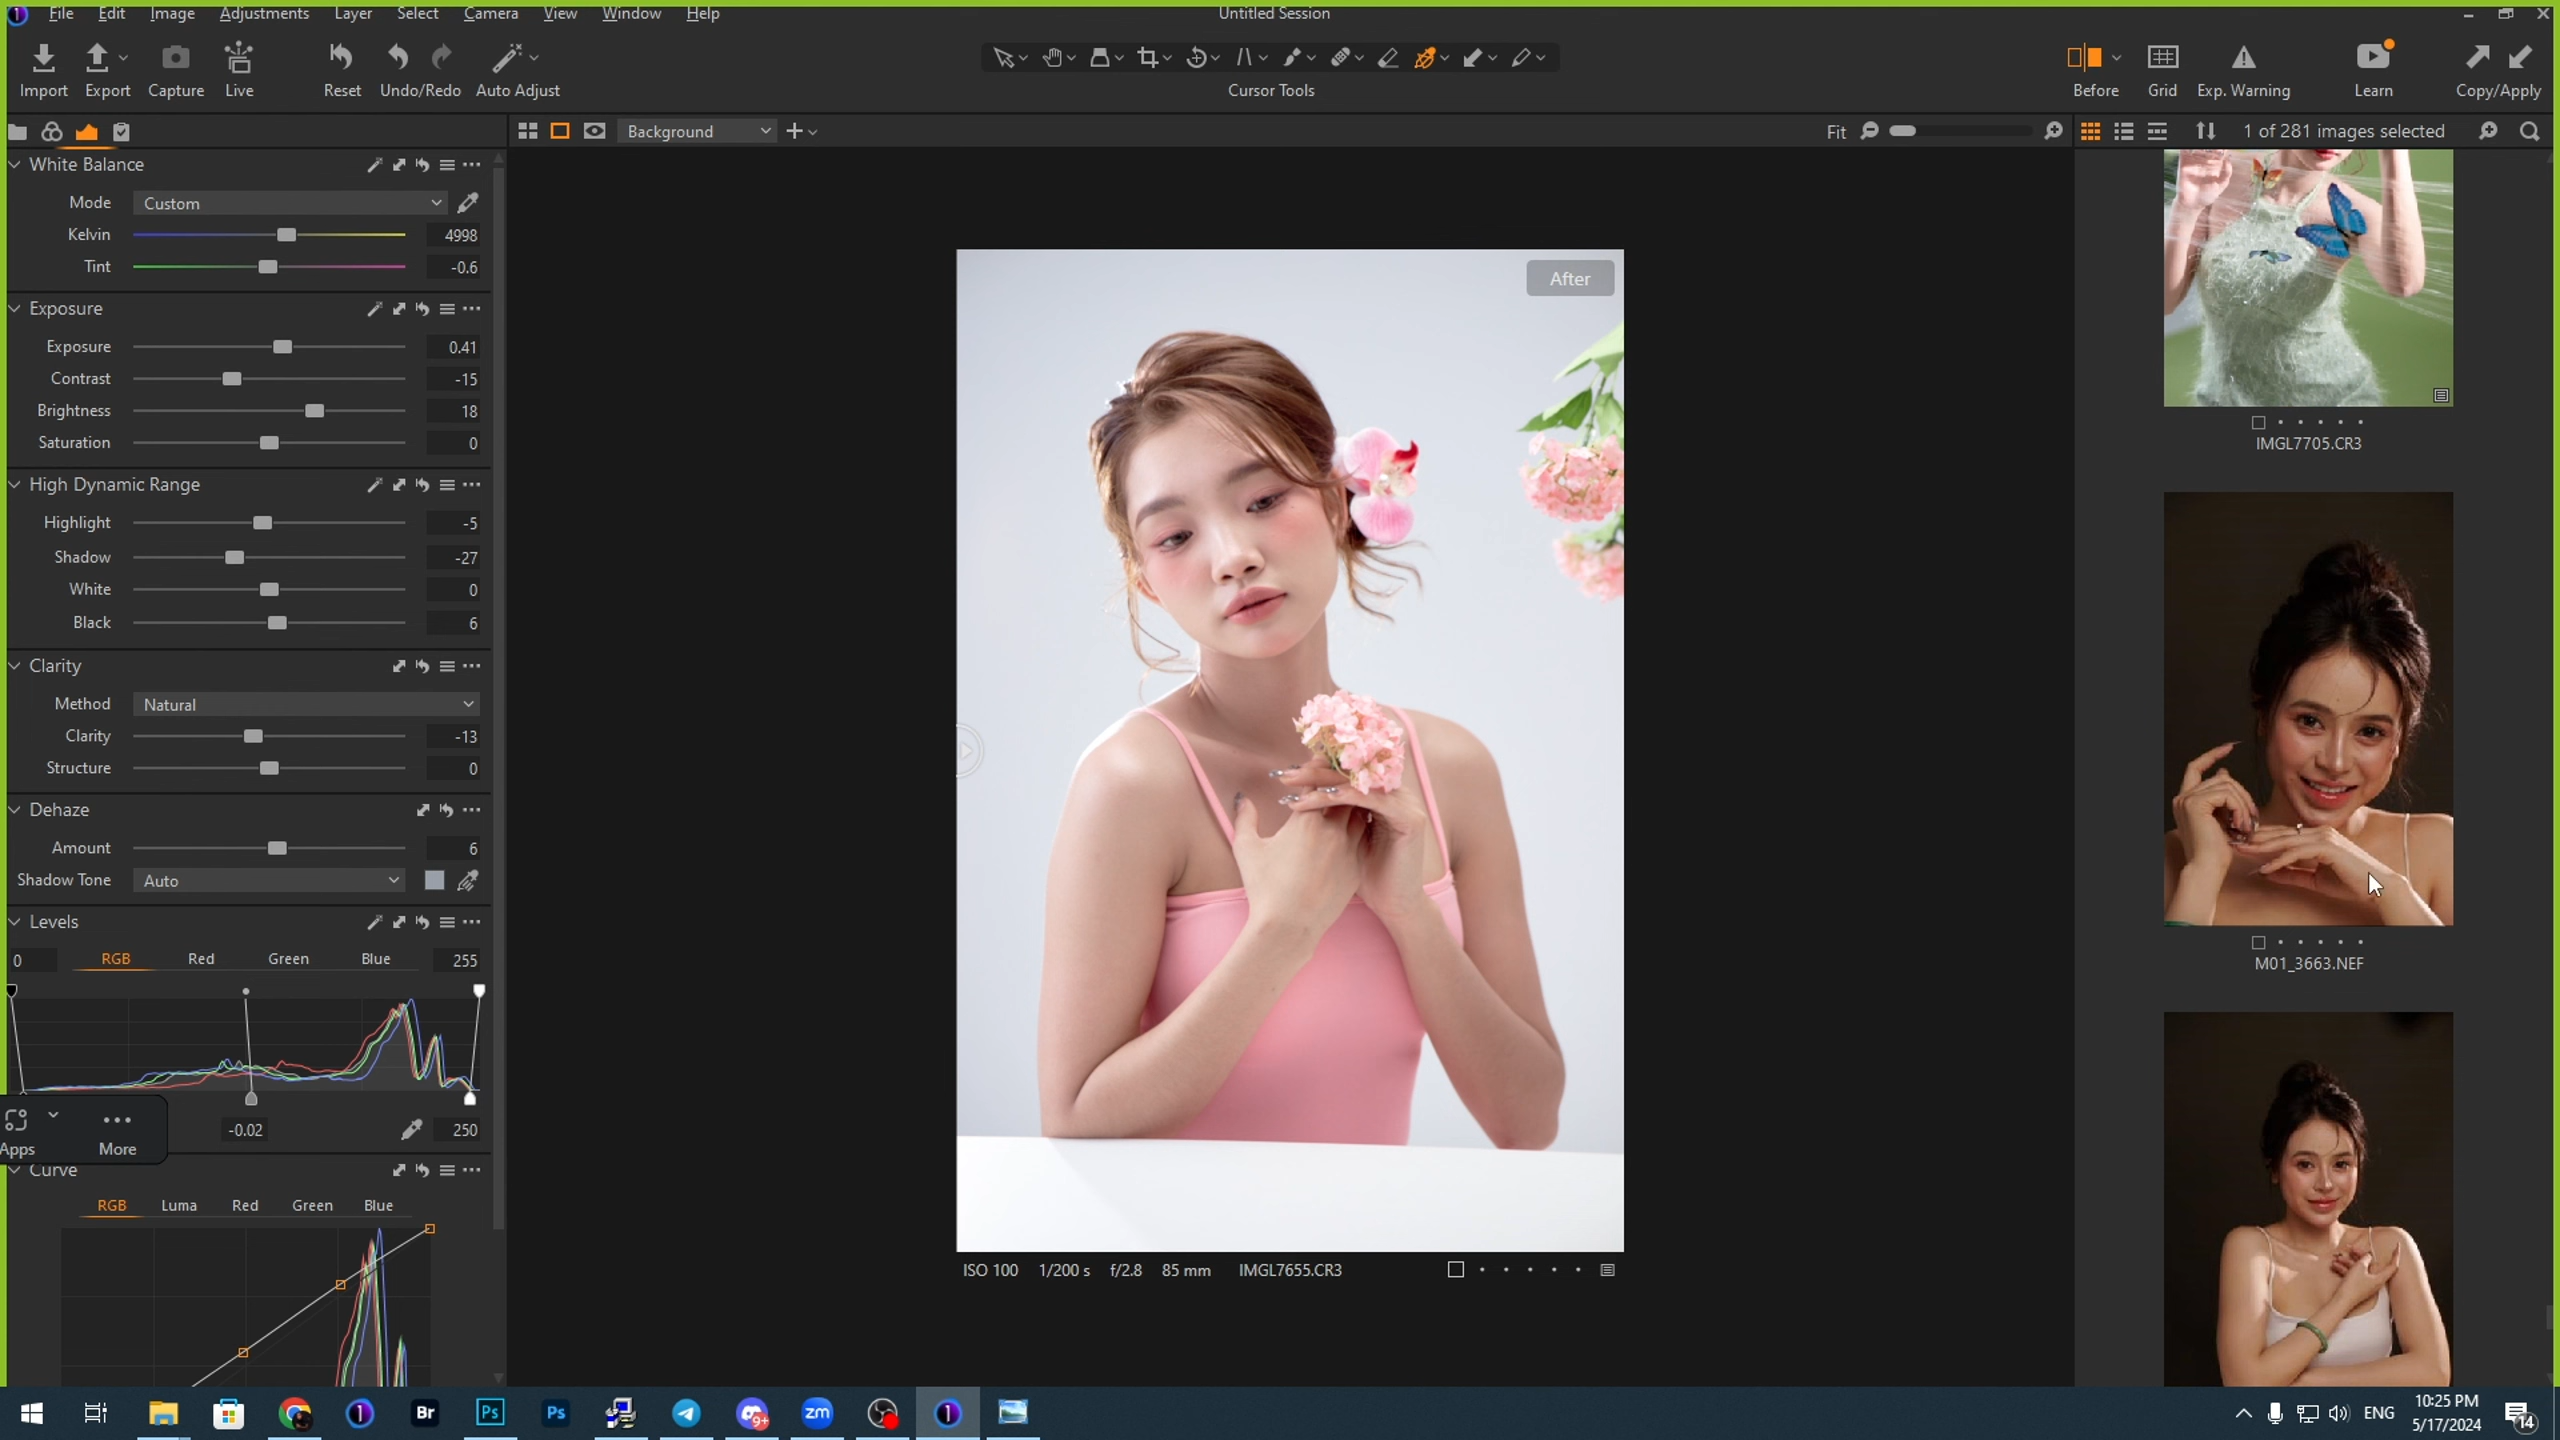 File Edit Image Adjustments Layer Select Camera View Window Help
Untitled Session
Import Export Capture Live Reset Undo/Redo Auto Adjust
Cursor Tools
Before Grid Exp. Warning Learn Copy/Apply
Background
Fit
1 of 281 images selected
White Balance
Mode Custom
Kelvin 4998
Tint -0.6
Exposure
Exposure 0.41
Contrast -15
Brightness 18
Saturation 0
High Dynamic Range
Highlight -5
Shadow -27
White 0
Black 6
Clarity
Method Natural
Clarity -13
Structure 0
Dehaze
Amount 6
Shadow Tone Auto
Levels
0 RGB Red Green Blue 255
-0.02 250
Apps More
Curve
RGB Luma Red Green Blue
After
ISO 100 1/200 s f/2.8 85 mm IMGL7655.CR3
IMGL7705.CR3
M01_3663.NEF
Br Ps Ps 9+ zm
ENG
10:25 PM
5/17/2024
14